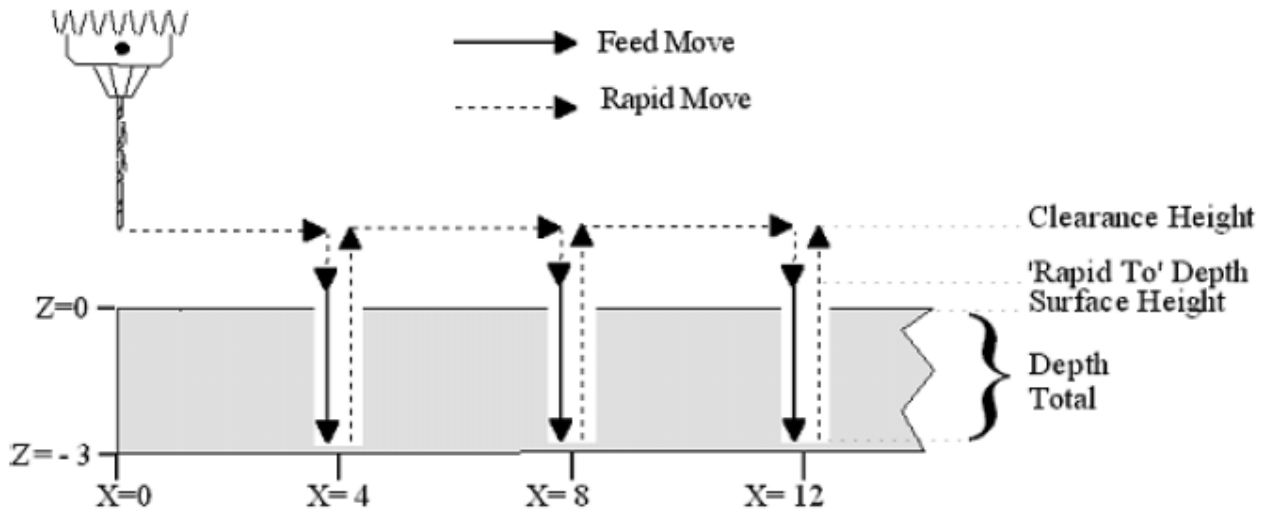 Feed Move
Rapid Move
Clearance Height
'Rapid To' Depth
Z=0
Surface Height
Depth
Total
Z= - 3
X=0
X= 4
X= 8
X= 12